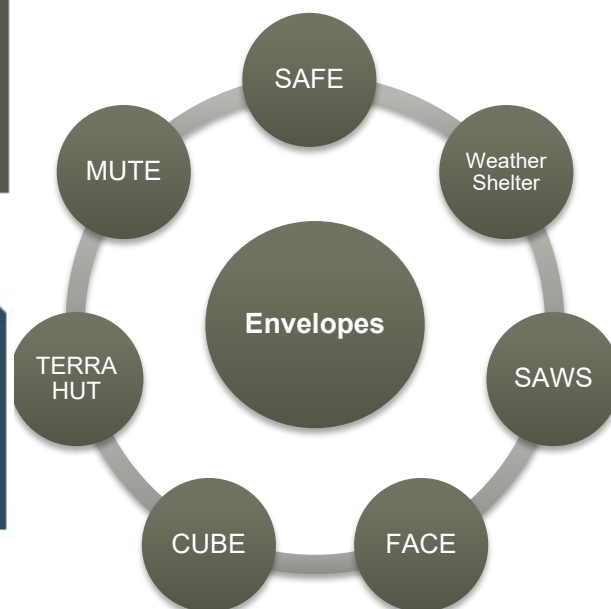 SAFE
Weather
Shelter
MUTE
Envelopes
TERRA
HUT
SAWS
CUBE
FACE